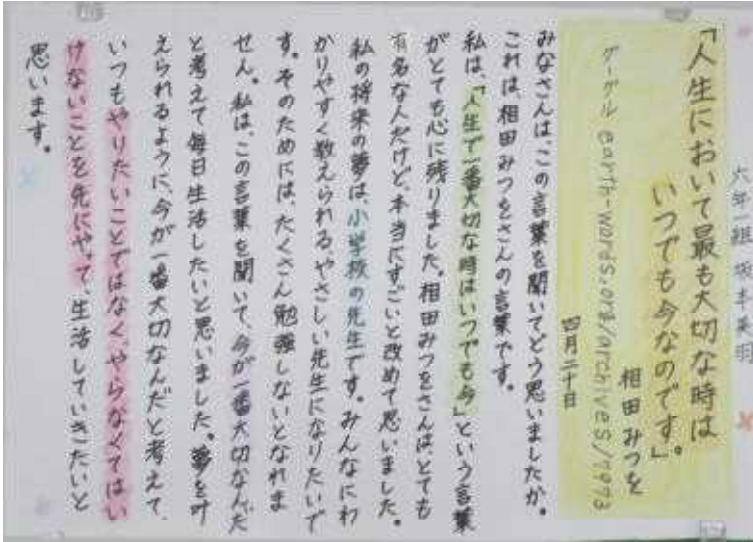 六年一組 坂本
「人生において最も大切な時は
いつでも今なのです」。
相田みつを
グーグル earth-words.org/archives/7973
四月二十日
みなさんは、この言葉を聞いてどう思いましたか。
これは、相田みつをさんの言葉です。
私は、「人生で一番大切な時はいつでも今」という言葉
がとても心に残りました。相田みつをさんはとても
有名な人だけど、本当にすごいと改めて思いました。
私の将来の夢は、小学校の先生です。みんなにわ
かりやすく教えられる、やさしい先生になりたいで
す。そのためには、たくさん勉強しないとなれま
せん。私は、この言葉を聞いて、今が一番大切なんだ
と考えて毎日生活したいと思いました。夢を叶
えられるように、今が一番大切なんだと考えて、
いつもやりたいことではなく、やらなくてはい
けないことを先にやって生活していきたいと
思います。